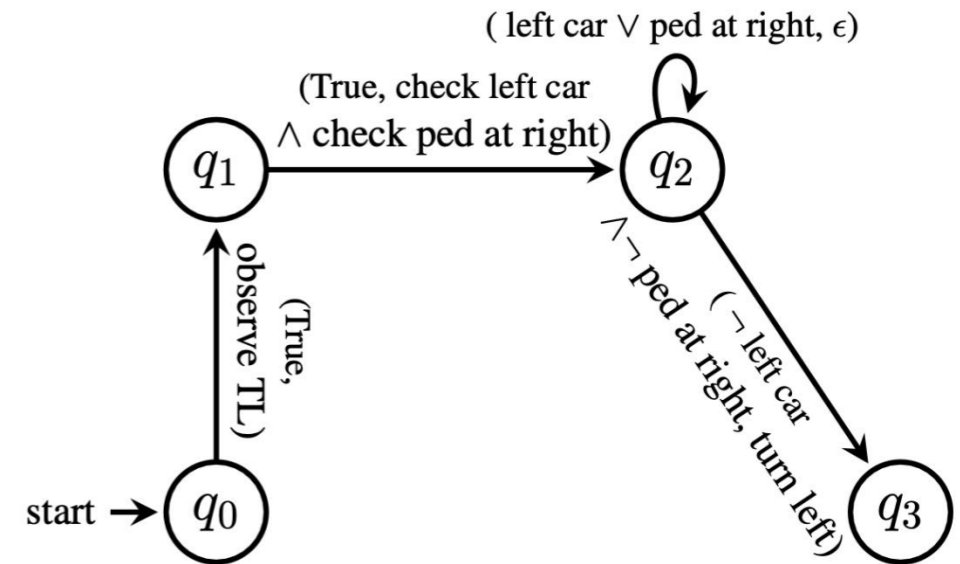 ( left car ∨ ped at right, ϵ)
(True, check left car
∧ check ped at right)
q1
q2
(True,
observe TL)
( ¬ left car
∧¬ ped at right, turn left)
start
q0
q3